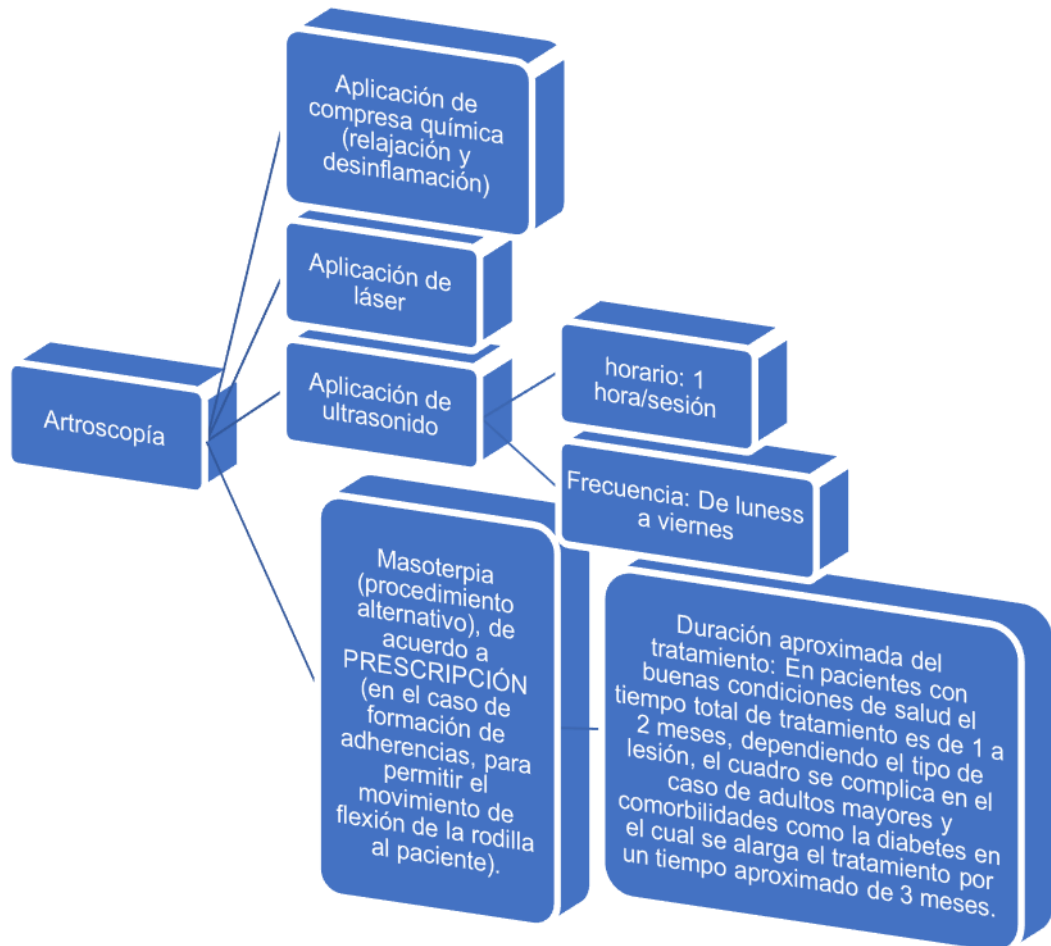 Artroscopía
Aplicación de
compresa química
(relajación y
desinflamación)
Aplicación de
láser
Aplicación de
ultrasonido
horario: 1
hora/sesión
Frecuencia: De luness
a viernes
Masoterpia
(procedimiento
alternativo), de
acuerdo a
PRESCRIPCIÓN
(en el caso de
formación de
adherencias, para
permitir el
movimiento de
flexión de la rodilla
al paciente).
Duración aproximada del
tratamiento: En pacientes con
buenas condiciones de salud el
tiempo total de tratamiento es de 1 a
2 meses, dependiendo el tipo de
lesión, el cuadro se complica en el
caso de adultos mayores y
comorbilidades como la diabetes en
el cual se alarga el tratamiento por
un tiempo aproximado de 3 meses.